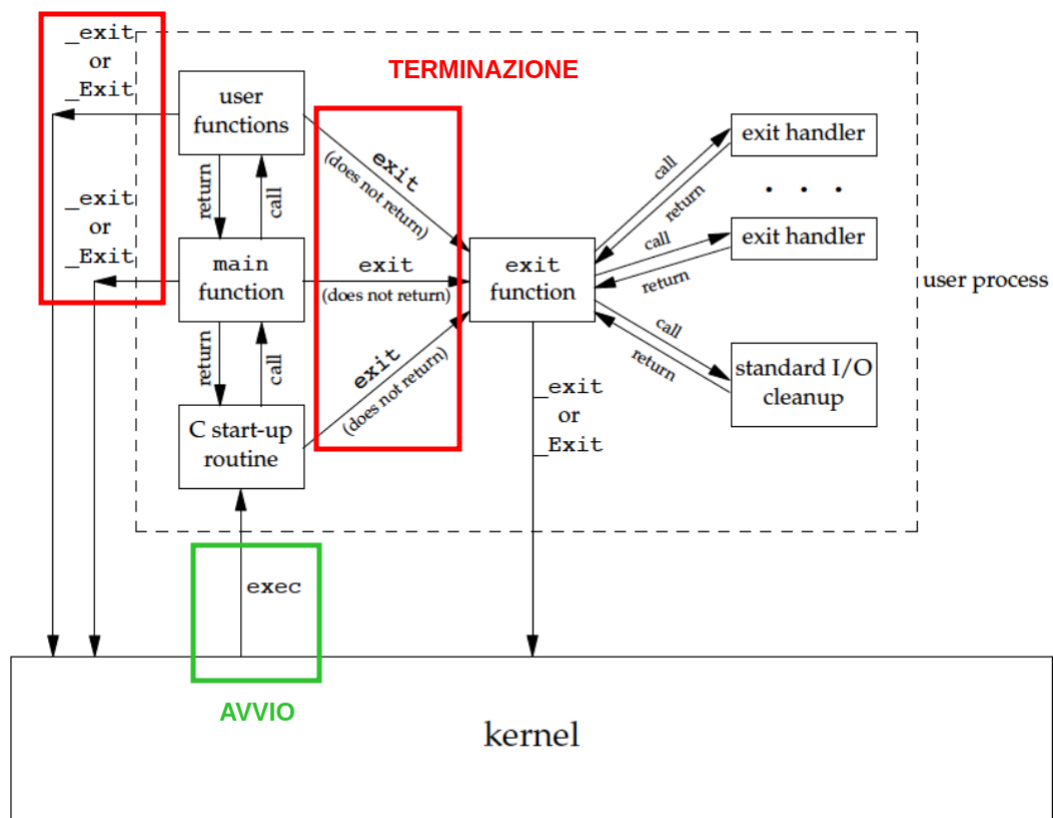 _exit
or
_Exit
TERMINAZIONE
user
functions
exit
(does not return)
call
return
exit handler
. . .
return
call
_exit
or
_Exit
call
return
exit handler
main
function
exit
(does not return)
exit
function
user process
return
call
exit
(does not return)
call
return
standard I/O
cleanup
C start-up
routine
_exit
or
_Exit
exec
AVVIO
kernel